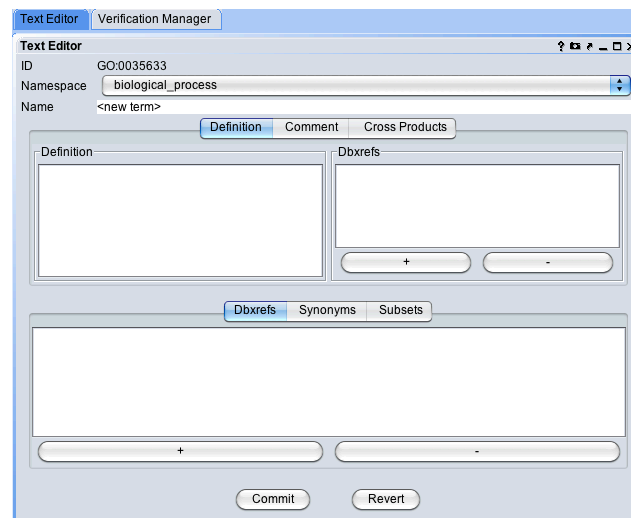 Text Editor Verification Manager
Text Editor ?
ID GO:0035633
Namespace biological_process
Name <new term>
Definition Comment Cross Products
Definition Dbxrefs
+ -
Dbxrefs Synonyms Subsets
+ -
Commit Revert